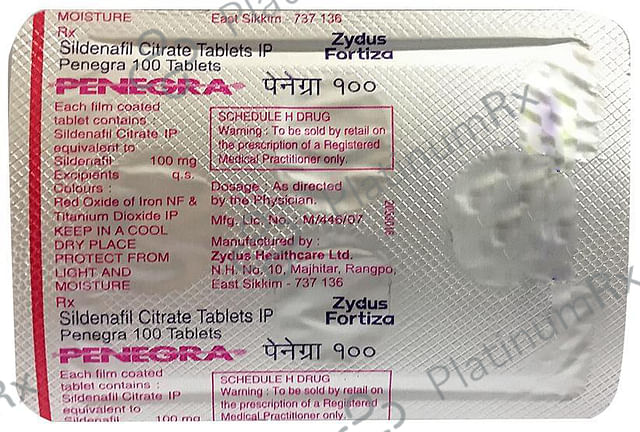 MOISTURE
East Sikkim - 737 136
Rx
Sildenafil Citrate Tablets IP
Penegra 100 Tablets
Zydus
Fortiza
PENEGRA
पेनेग्रा १००
Each film coated
tablet contains :
Sildenafil Citrate IP
equivalent to
Sildenafil 100 mg
Excipients q.s.
Colours :
Red Oxide of Iron NF &
Titanium Dioxide IP
KEEP IN A COOL
DRY PLACE
PROTECT FROM
LIGHT AND
MOISTURE
SCHEDULE H DRUG
Warning : To be sold by retail on
the prescription of a Registered
Medical Practitioner only.
Dosage : As directed
by the Physician.
Mfg. Lic. No. : M/446/07
Manufactured by :
Zydus Healthcare Ltd.
N.H. No. 10, Majhitar, Rangpo,
East Sikkim - 737 136
Rx
Sildenafil Citrate Tablets IP
Penegra 100 Tablets
Zydus
Fortiza
PENEGRA
पेनेग्रा १००
Each film coated
tablet contains :
Sildenafil Citrate IP
equivalent to
Sildenafil 100 mg
SCHEDULE H DRUG
Warning : To be sold by retail on
the prescription of a Registered
Medical Practitioner only.
PlatinumRx
PlatinumRx